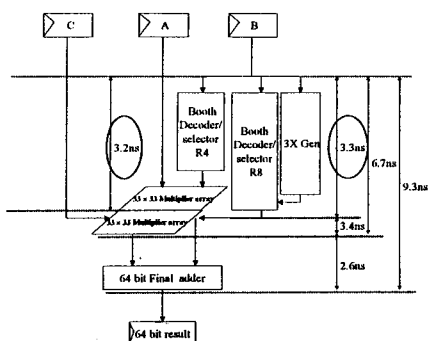 C
A
B
Booth
Decoder/
selector
R4
Booth
Decoder/
selector
R8
3X Gen
3.2ns
3.3ns
6.7ns
9.3ns
33 × 33 Multiplier array
33 × 33 Multiplier array
3.4ns
2.6ns
64 bit Final adder
64 bit result